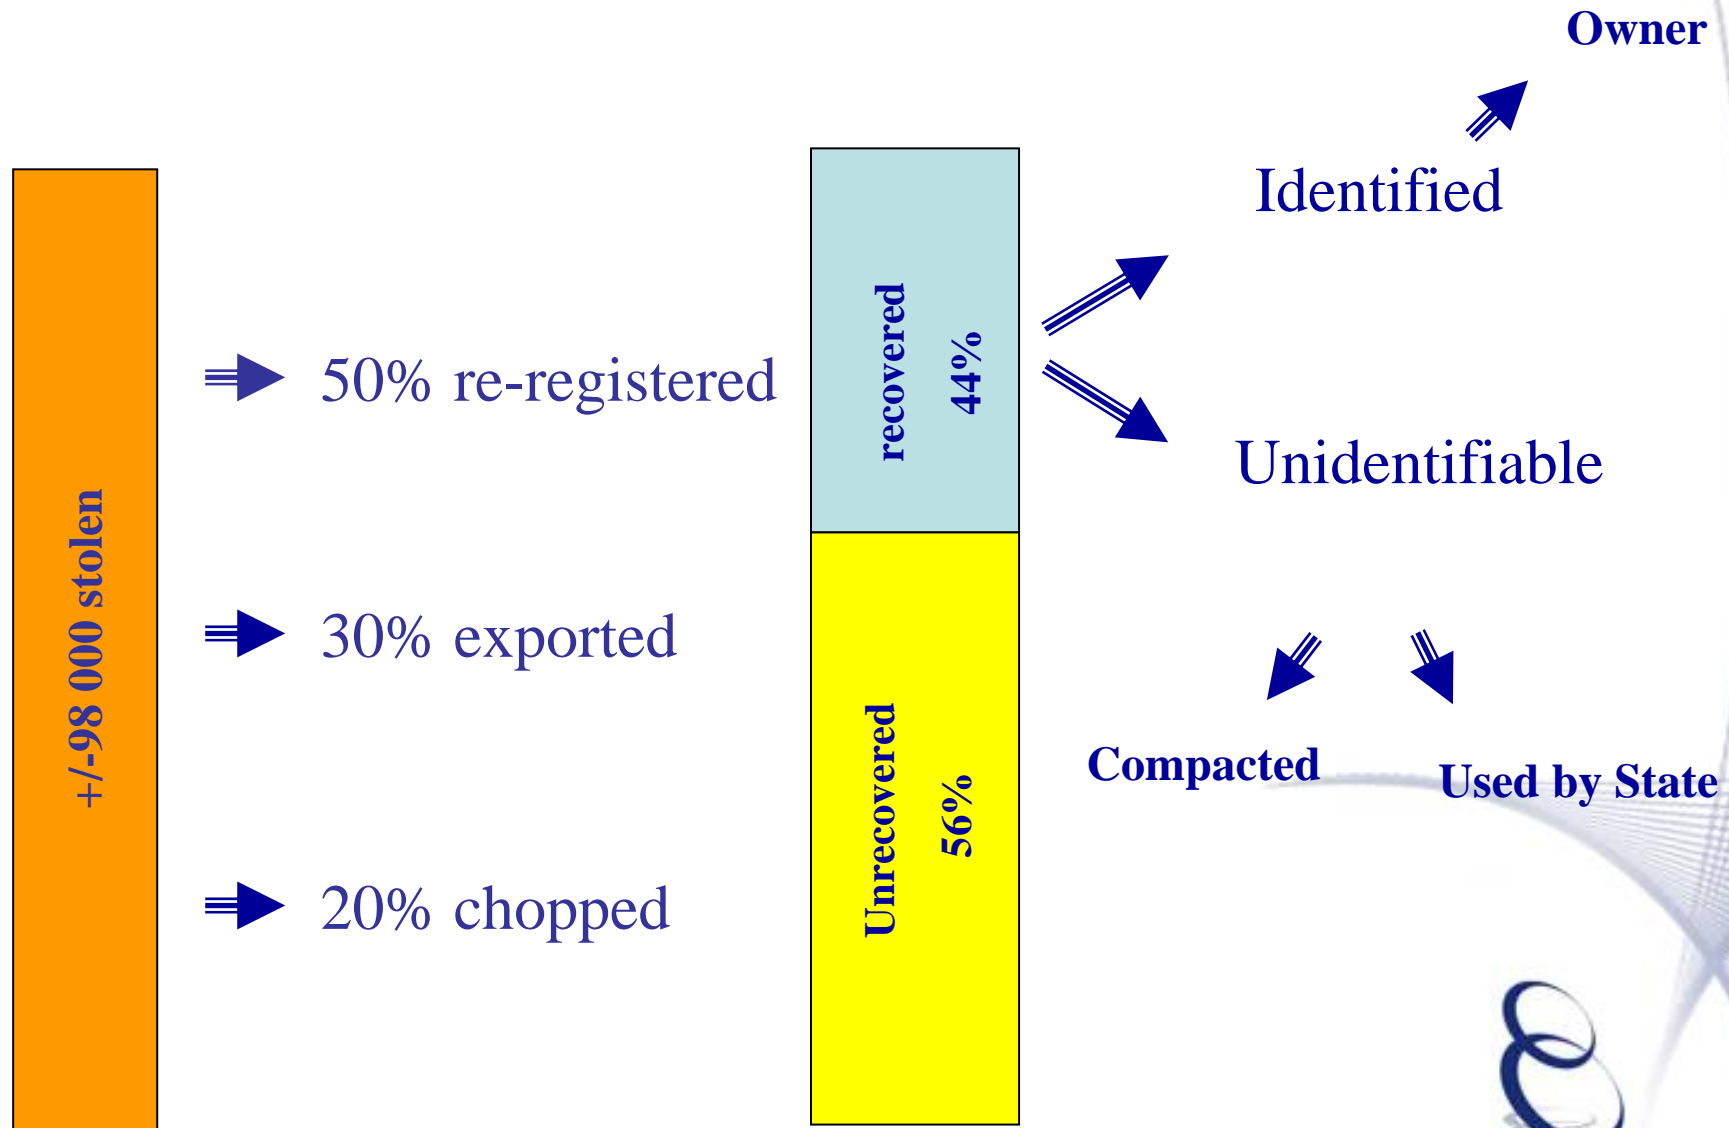 Owner
Identified
recovered
44%
50% re-registered
Unidentifiable
+/-98 000 stolen
30% exported
Unrecovered
56%
Compacted
Used by State
20% chopped